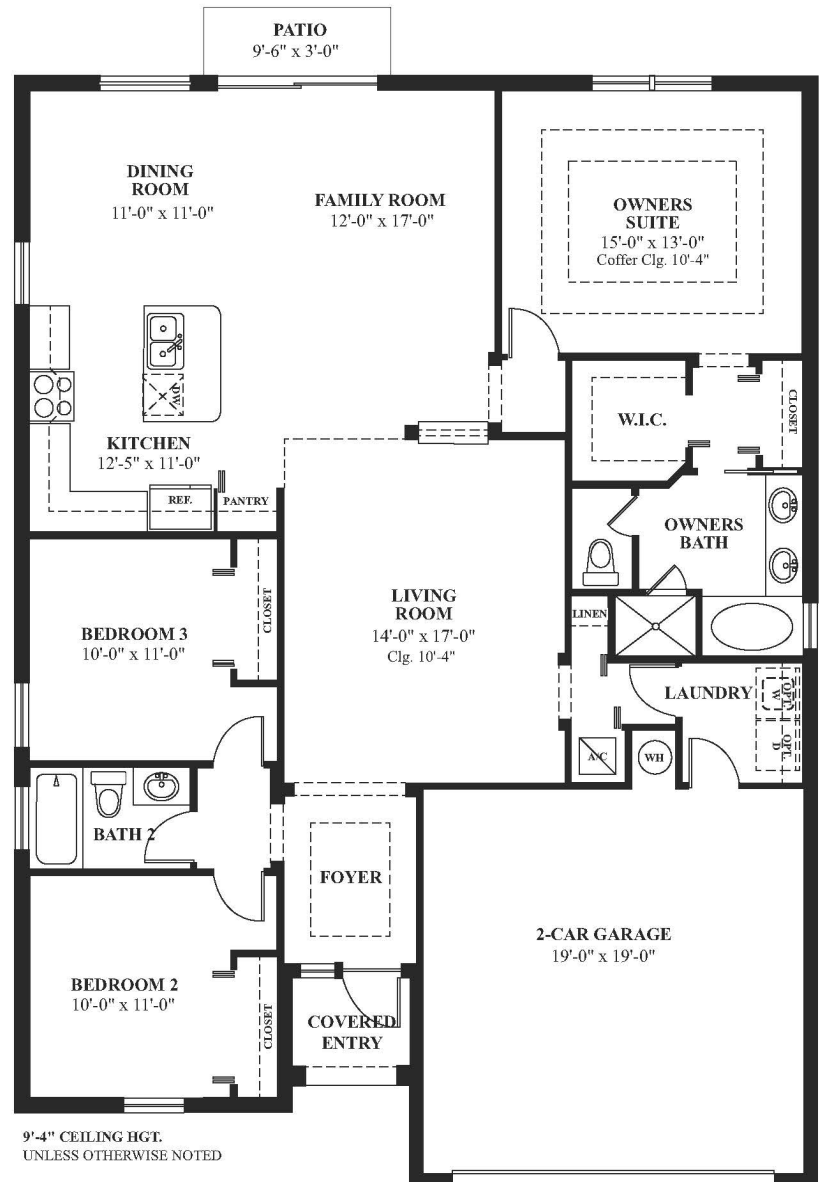 PATIO
9'-6" x 3'-0"
DINING
ROOM
11'-0" x 11'-0"
FAMILY ROOM
12'-0" x 17'-0"
OWNERS
SUITE
15'-0" x 13'-0"
Coffer Clg. 10'-4"
DW
KITCHEN
12'-5" x 11'-0"
REF.
PANTRY
W.I.C.
CLOSET
OWNERS
BATH
LINEN
LIVING
ROOM
14'-0" x 17'-0"
Clg. 10'-4"
BEDROOM 3
10'-0" x 11'-0"
CLOSET
LAUNDRY
OPT.
W
OPT.
D
A/C
WH
BATH 2
FOYER
2-CAR GARAGE
19'-0" x 19'-0"
BEDROOM 2
10'-0" x 11'-0"
CLOSET
COVERED
ENTRY
9'-4" CEILING HGT.
UNLESS OTHERWISE NOTED